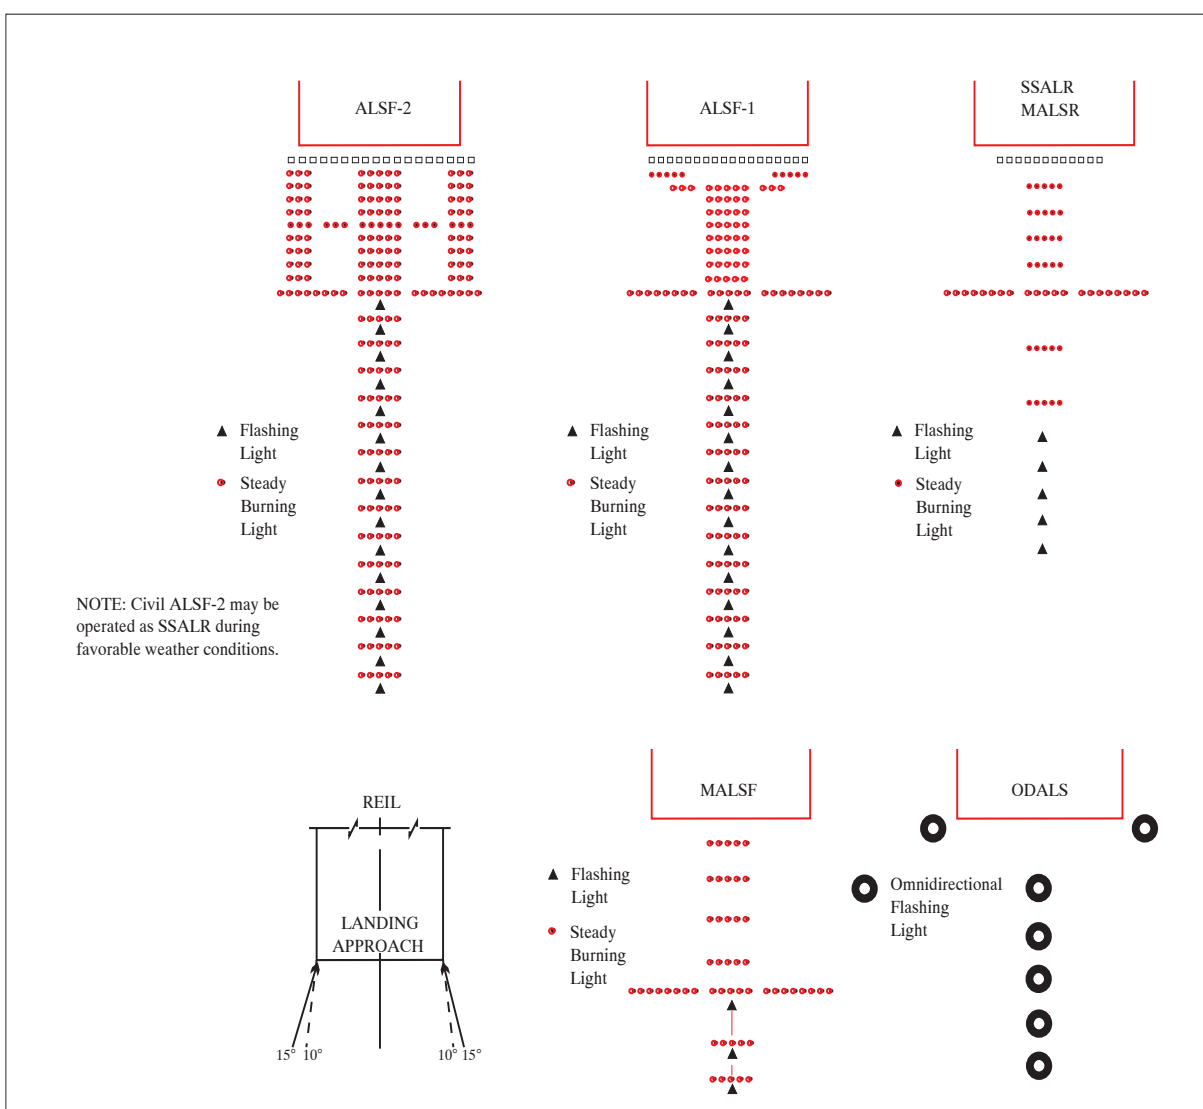 ALSF-2
ALSF-1
SSALR
MALSR
Flashing
Light
Steady
Burning
Light
Flashing
Light
Steady
Burning
Light
Flashing
Light
Steady
Burning
Light
NOTE: Civil ALSF-2 may be
operated as SSALR during
favorable weather conditions.
REIL
LANDING
APPROACH
15° 10°
10° 15°
MALSF
Flashing
Light
Steady
Burning
Light
ODALS
Omnidirectional
Flashing
Light